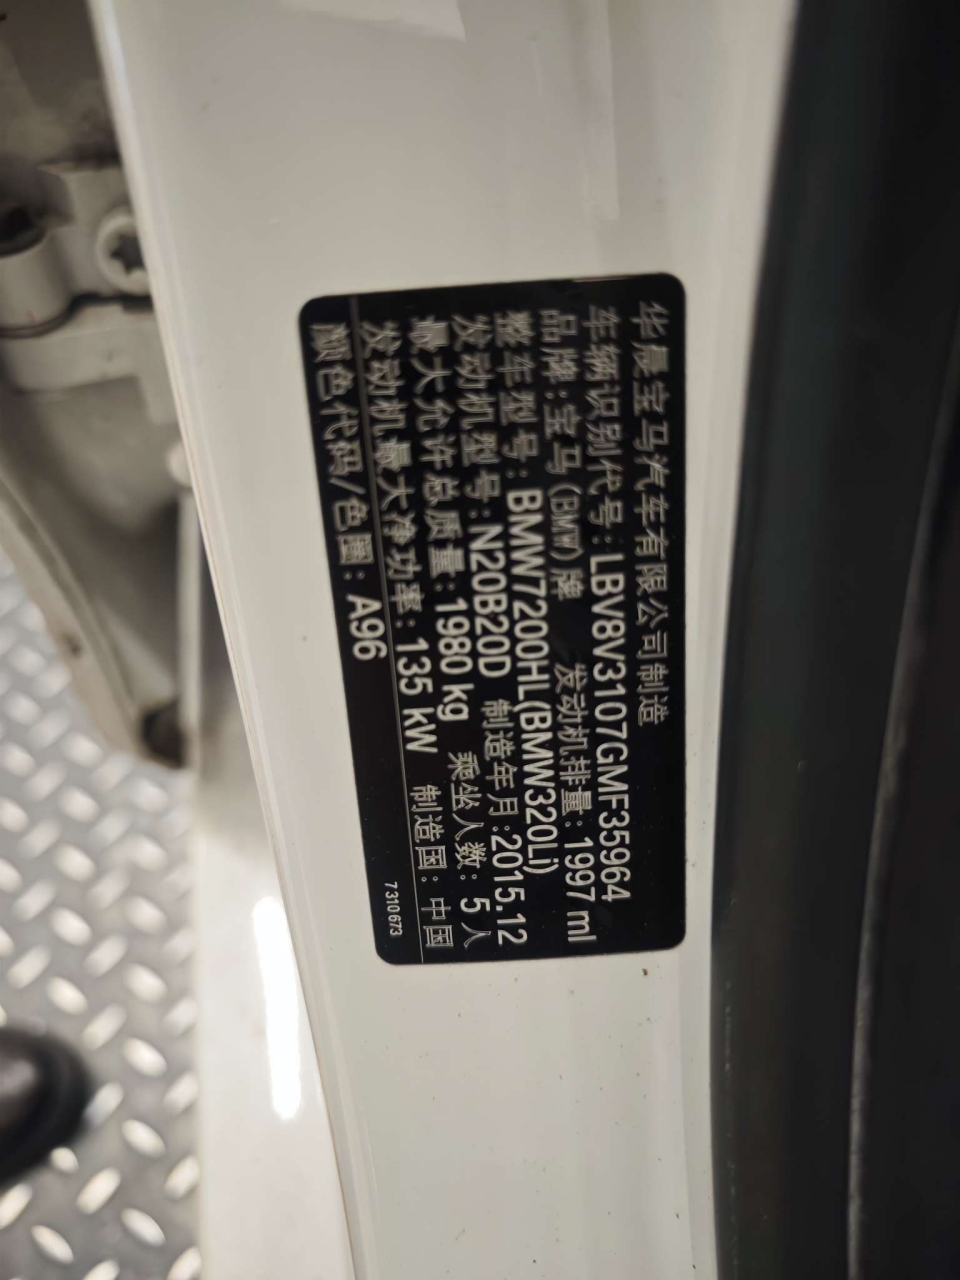 华晨宝马汽车有限公司制造
车辆识别代号:LBV8V3107GMF35964
品牌:宝马(BMW)牌 发动机排量:1997 ml
整车型号:BMW7200HL(BMW320Li)
发动机型号:N20B20D 制造年月:2015.12
最大允许总质量:1980 kg 乘坐人数:5人
发动机最大净功率:135 kW 制造国:中国
颜色代码/色圖:A96
7310673